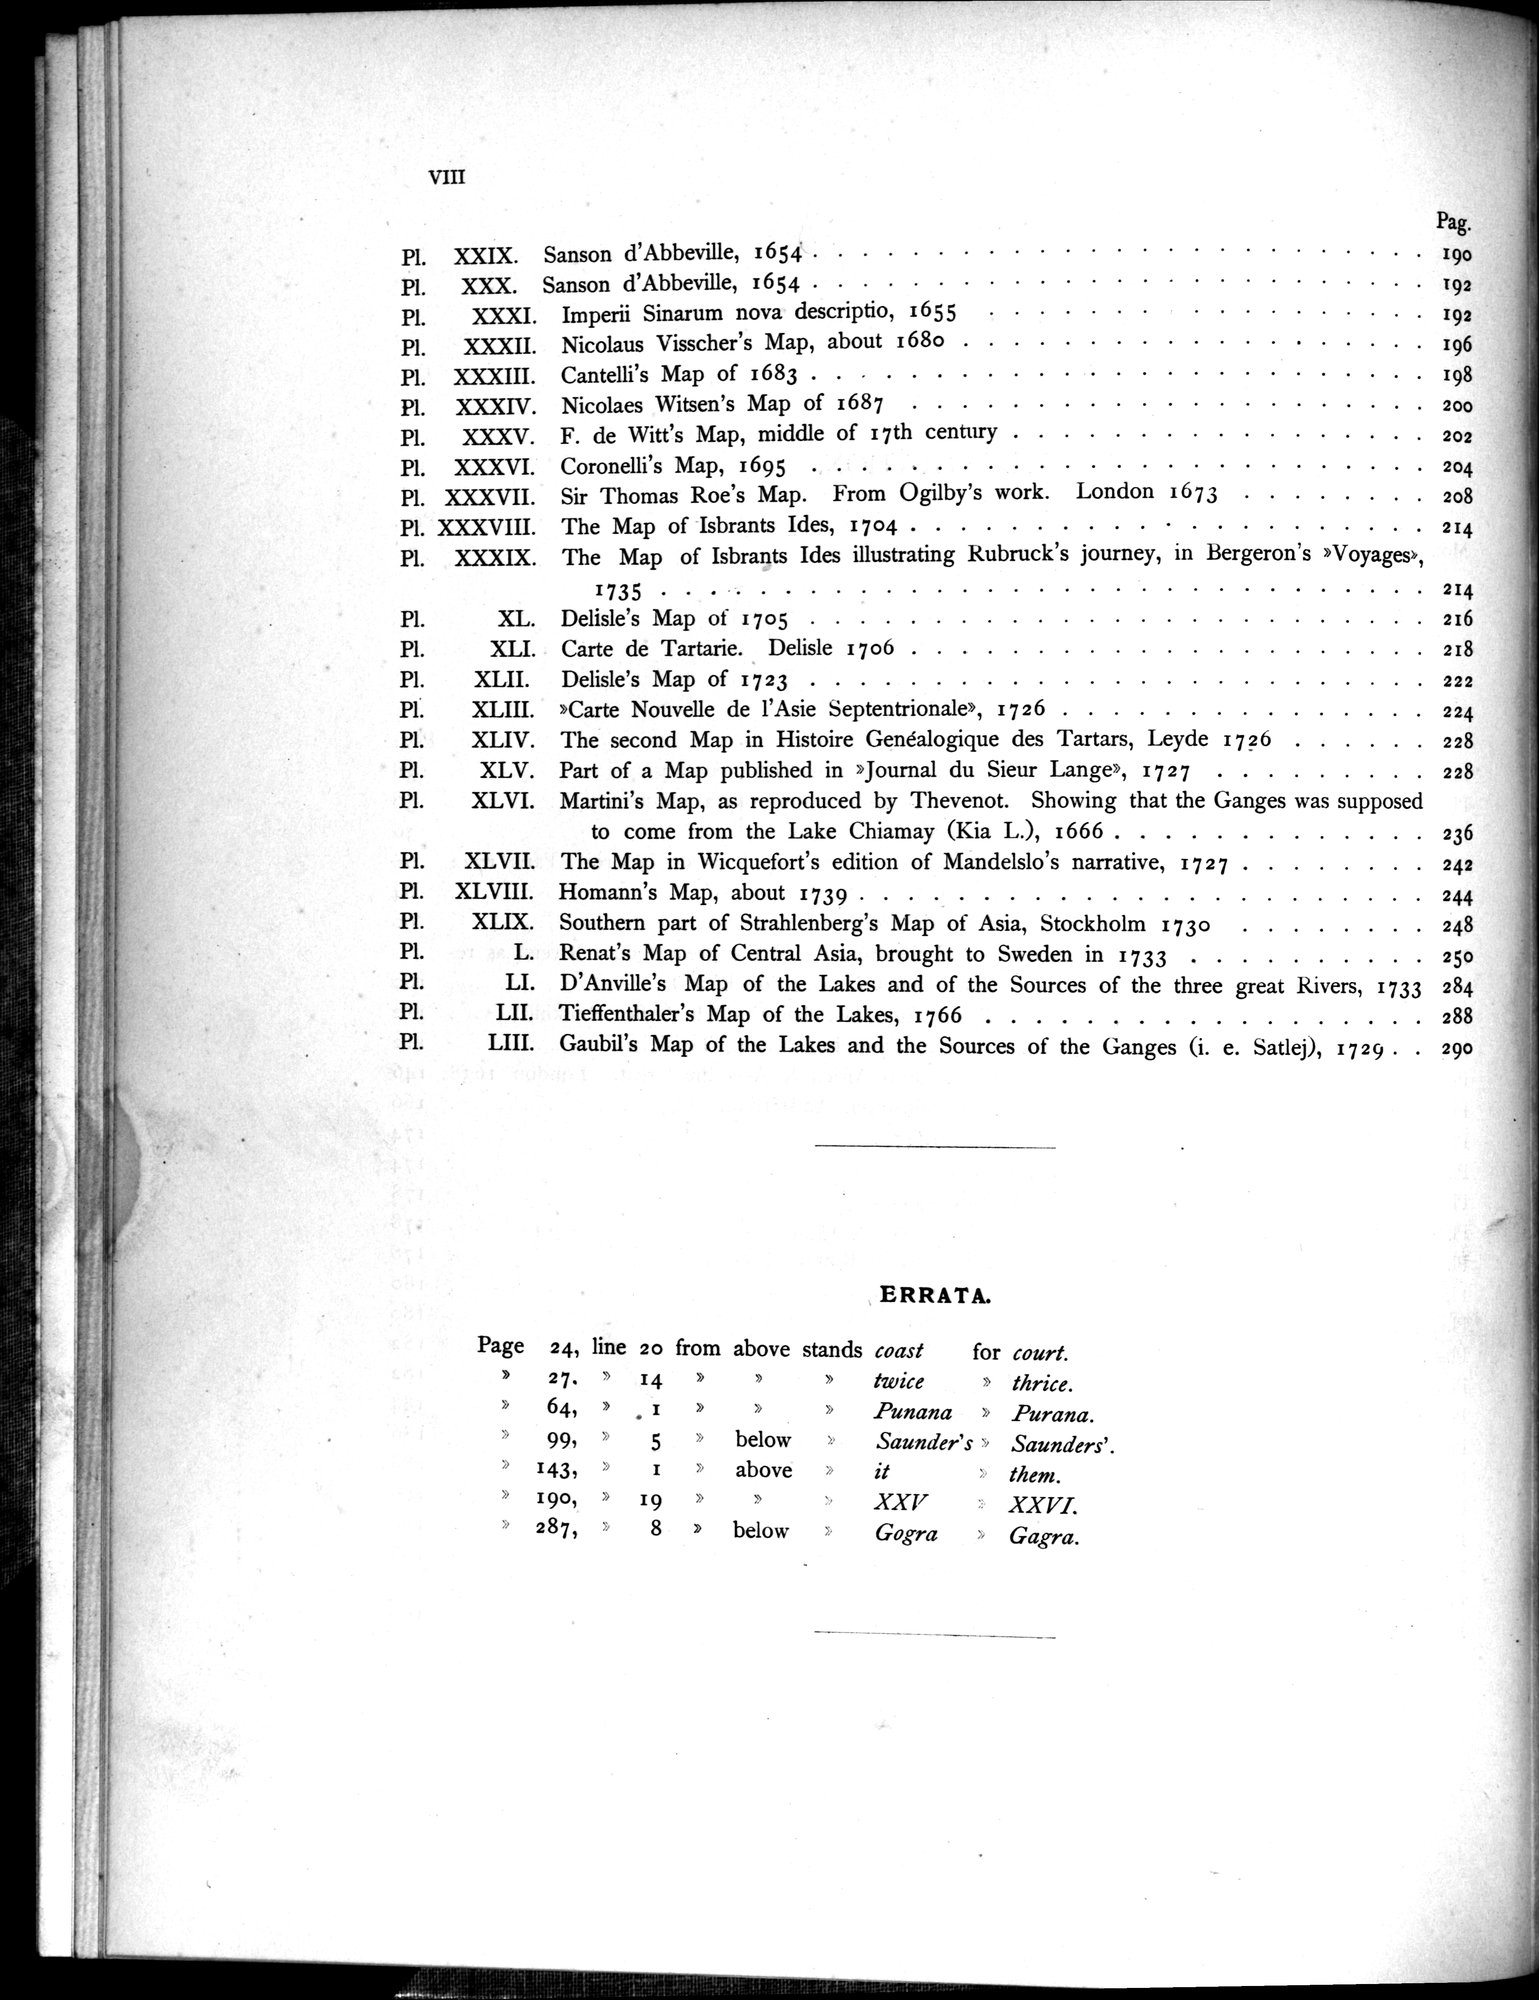 VIII
Pag.
Pl. XXIX. Sanson d'Abbeville, 1654 . . . . . . . . . . . . . . . . . . . . . . . . 190
Pl. XXX. Sanson d'Abbeville, 1654 . . . . . . . . . . . . . . . . . . . . . . . . 192
Pl. XXXI. Imperii Sinarum nova descriptio, 1655 . . . . . . . . . . . . . . . . . . 192
Pl. XXXII. Nicolaus Visscher's Map, about 1680 . . . . . . . . . . . . . . . . . . . 196
Pl. XXXIII. Cantelli's Map of 1683 . . . . . . . . . . . . . . . . . . . . . . . . . 198
Pl. XXXIV. Nicolaes Witsen's Map of 1687 . . . . . . . . . . . . . . . . . . . . . 200
Pl. XXXV. F. de Witt's Map, middle of 17th century . . . . . . . . . . . . . . . . . 202
Pl. XXXVI. Coronelli's Map, 1695 . . . . . . . . . . . . . . . . . . . . . . . . . 204
Pl. XXXVII. Sir Thomas Roe's Map. From Ogilby's work. London 1673 . . . . . . . . 208
Pl. XXXVIII. The Map of Isbrants Ides, 1704 . . . . . . . . . . . . . . . . . . . . . 214
Pl. XXXIX. The Map of Isbrants Ides illustrating Rubruck's journey, in Bergeron's »Voyages»,
1735 . . . . . . . . . . . . . . . . . . . . . . . . . . . . . . . 214
Pl. XL. Delisle's Map of 1705 . . . . . . . . . . . . . . . . . . . . . . . . . 216
Pl. XLI. Carte de Tartarie. Delisle 1706 . . . . . . . . . . . . . . . . . . . . . 218
Pl. XLII. Delisle's Map of 1723 . . . . . . . . . . . . . . . . . . . . . . . . . 222
Pl. XLIII. »Carte Nouvelle de l'Asie Septentrionale», 1726 . . . . . . . . . . . . . . . 224
Pl. XLIV. The second Map in Histoire Genéalogique des Tartars, Leyde 1726 . . . . . . 228
Pl. XLV. Part of a Map published in »Journal du Sieur Lange», 1727 . . . . . . . . . 228
Pl. XLVI. Martini's Map, as reproduced by Thevenot. Showing that the Ganges was supposed
to come from the Lake Chiamay (Kia L.), 1666 . . . . . . . . . . . . . 236
Pl. XLVII. The Map in Wicquefort's edition of Mandelslo's narrative, 1727 . . . . . . . . 242
Pl. XLVIII. Homann's Map, about 1739 . . . . . . . . . . . . . . . . . . . . . . . 244
Pl. XLIX. Southern part of Strahlenberg's Map of Asia, Stockholm 1730 . . . . . . . . 248
Pl. L. Renat's Map of Central Asia, brought to Sweden in 1733 . . . . . . . . . . 250
Pl. LI. D'Anville's Map of the Lakes and of the Sources of the three great Rivers, 1733 284
Pl. LII. Tieffenthaler's Map of the Lakes, 1766 . . . . . . . . . . . . . . . . . . 288
Pl. LIII. Gaubil's Map of the Lakes and the Sources of the Ganges (i. e. Satlej), 1729 . . 290
ERRATA.
Page 24, line 20 from above stands coast for court.
» 27. » 14 » » » twice » thrice.
» 64, » 1 » » » Punana » Purana.
» 99, » 5 » below » Saunder's » Saunders'.
» 143, » 1 » above » it » them.
» 190, » 19 » » » XXV » XXVI.
» 287, » 8 » below » Gogra » Gagra.